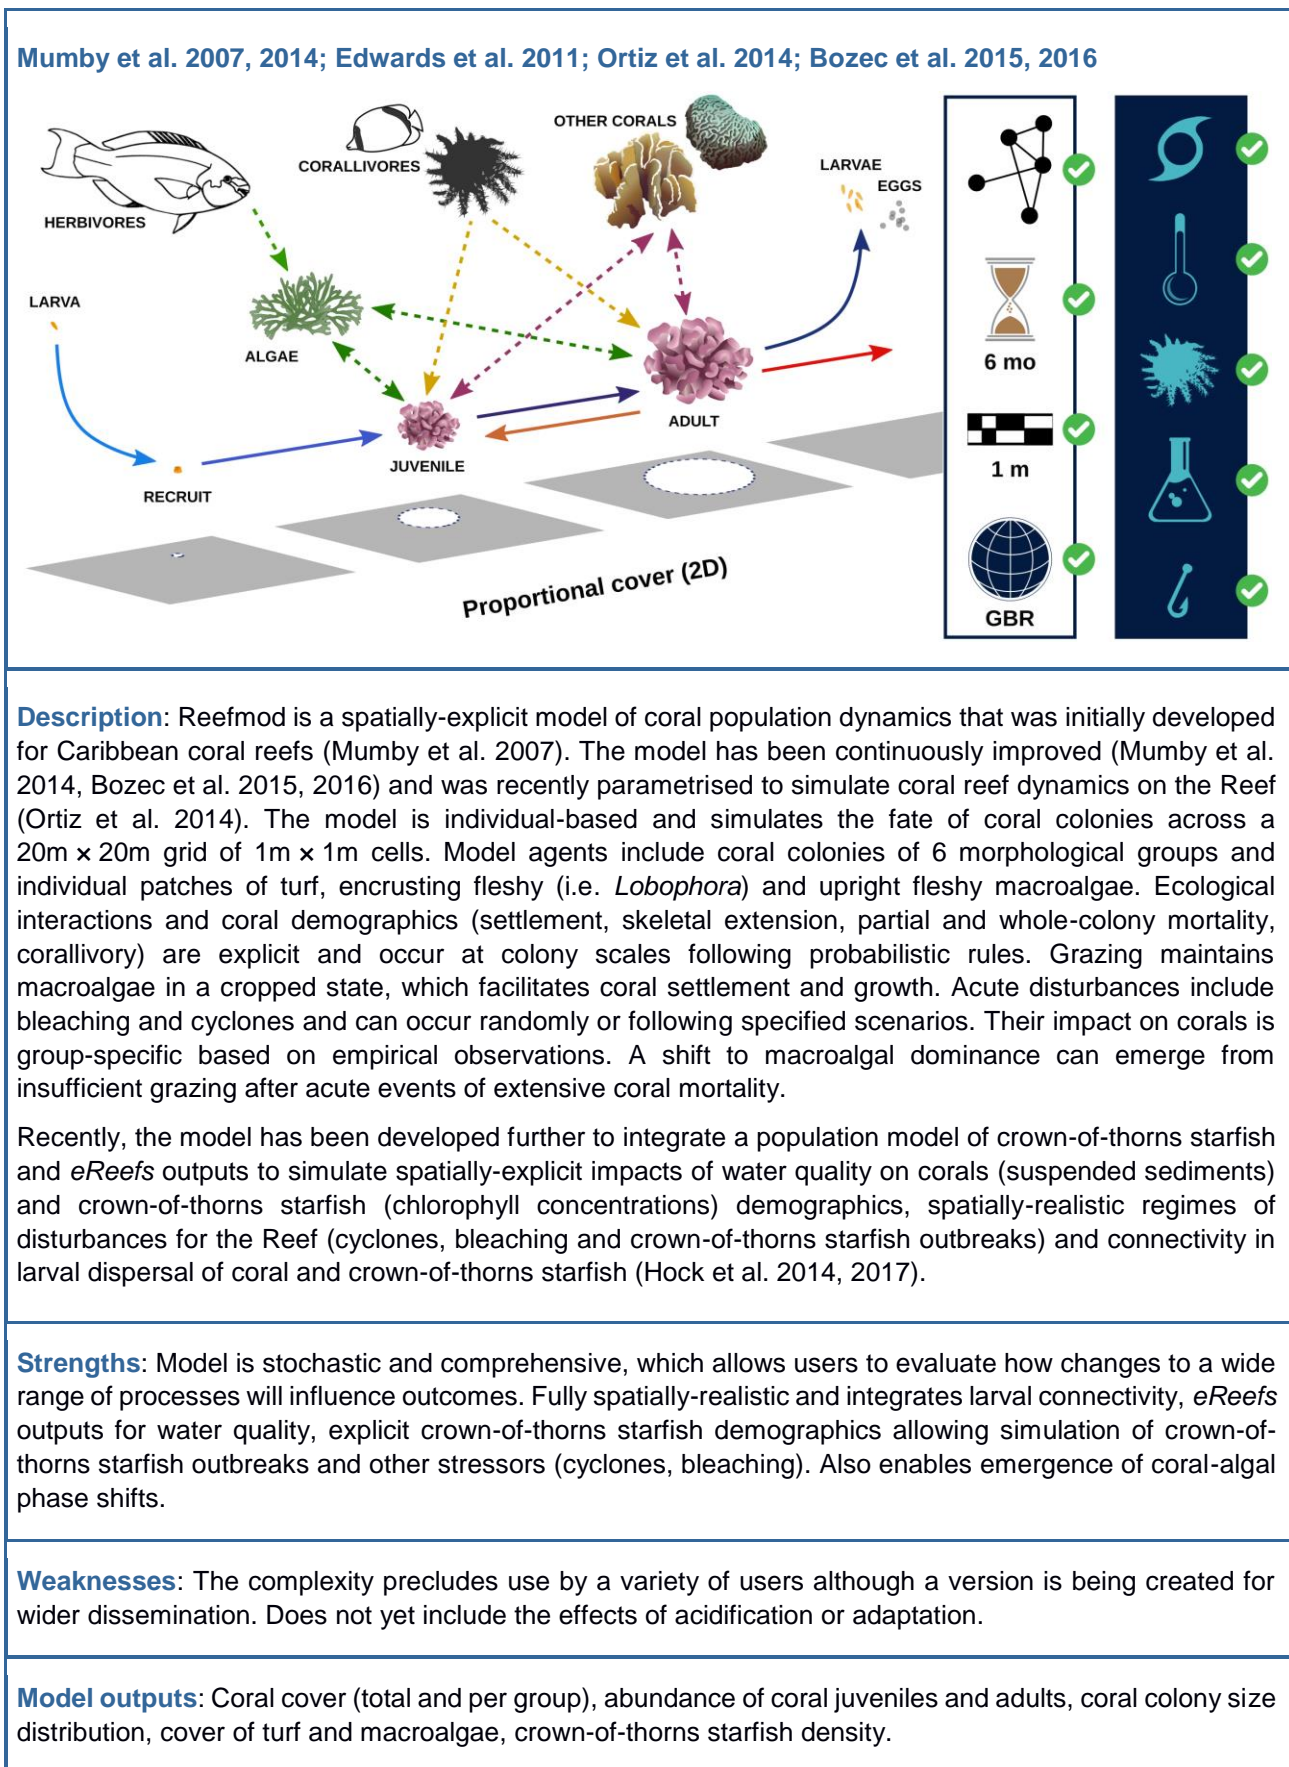 Mumby et al. 2007, 2014; Edwards et al. 2011; Ortiz et al. 2014; Bozec et al. 2015, 2016
HERBIVORES
CORALLIVORES
OTHER CORALS
LARVAE
EGGS
LARVA
ALGAE
ADULT
JUVENILE
RECRUIT
Proportional cover (2D)
6 mo
1 m
GBR
Description: Reefmod is a spatially-explicit model of coral population dynamics that was initially developed
for Caribbean coral reefs (Mumby et al. 2007). The model has been continuously improved (Mumby et al.
2014, Bozec et al. 2015, 2016) and was recently parametrised to simulate coral reef dynamics on the Reef
(Ortiz et al. 2014). The model is individual-based and simulates the fate of coral colonies across a
20m × 20m grid of 1m × 1m cells. Model agents include coral colonies of 6 morphological groups and
individual patches of turf, encrusting fleshy (i.e. Lobophora) and upright fleshy macroalgae. Ecological
interactions and coral demographics (settlement, skeletal extension, partial and whole-colony mortality,
corallivory) are explicit and occur at colony scales following probabilistic rules. Grazing maintains
macroalgae in a cropped state, which facilitates coral settlement and growth. Acute disturbances include
bleaching and cyclones and can occur randomly or following specified scenarios. Their impact on corals is
group-specific based on empirical observations. A shift to macroalgal dominance can emerge from
insufficient grazing after acute events of extensive coral mortality.
Recently, the model has been developed further to integrate a population model of crown-of-thorns starfish
and eReefs outputs to simulate spatially-explicit impacts of water quality on corals (suspended sediments)
and crown-of-thorns starfish (chlorophyll concentrations) demographics, spatially-realistic regimes of
disturbances for the Reef (cyclones, bleaching and crown-of-thorns starfish outbreaks) and connectivity in
larval dispersal of coral and crown-of-thorns starfish (Hock et al. 2014, 2017).
Strengths: Model is stochastic and comprehensive, which allows users to evaluate how changes to a wide
range of processes will influence outcomes. Fully spatially-realistic and integrates larval connectivity, eReefs
outputs for water quality, explicit crown-of-thorns starfish demographics allowing simulation of crown-of-
thorns starfish outbreaks and other stressors (cyclones, bleaching). Also enables emergence of coral-algal
phase shifts.
Weaknesses: The complexity precludes use by a variety of users although a version is being created for
wider dissemination. Does not yet include the effects of acidification or adaptation.
Model outputs: Coral cover (total and per group), abundance of coral juveniles and adults, coral colony size
distribution, cover of turf and macroalgae, crown-of-thorns starfish density.